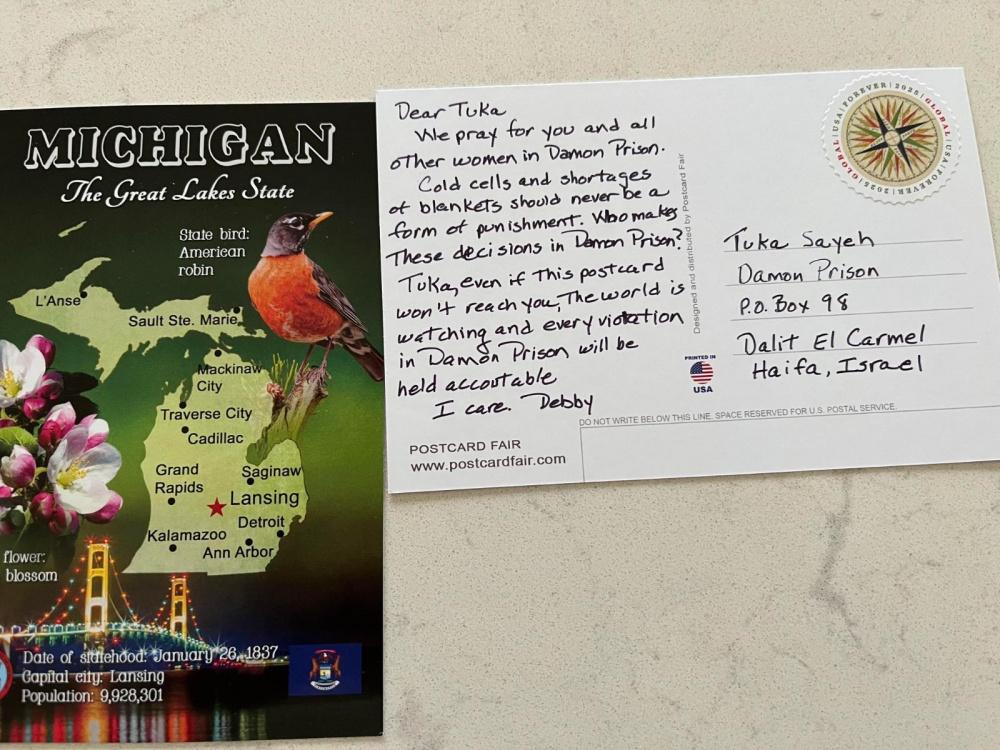 MICHIGAN
The Great Lakes State
State bird:
American
robin
L'Anse
Sault Ste. Marie
Mackinaw
City
Traverse City
Cadillac
Grand
Rapids
Saginaw
Lansing
Detroit
Kalamazoo
Ann Arbor
flower:
blossom
Date of statehood: January 26, 1837
Capital city: Lansing
Population: 9,928,301
Dear Tuka
We pray for you and all
other women in Damon Prison.
Cold cells and shortages
of blankets should never be a
form of punishment. Who makes
these decisions in Damon Prison?
Tuka, even if this postcard
won't reach you, the world is
watching and every violation
in Damon Prison will be
held accoutable
I care. Debby
POSTCARD FAIR
www.postcardfair.com
Designed and distributed by Postcard Fair
PRINTED IN
USA
GLOBAL | USA | FOREVER | 2025 | GLOBAL | USA | FOREVER | 2025
Tuka Sayeh
Damon Prison
P.O. Box 98
Dalit El Carmel
Haifa, Israel
DO NOT WRITE BELOW THIS LINE. SPACE RESERVED FOR U.S. POSTAL SERVICE.